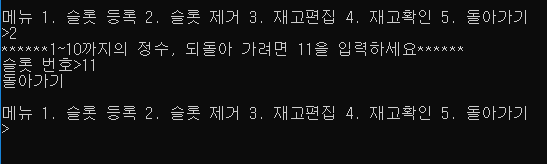 메뉴 1. 슬롯 등록 2. 슬롯 제거 3. 재고편집 4. 재고확인 5. 돌아가기
>2
******1~10까지의 정수, 되돌아 가려면 11을 입력하세요******
슬롯 번호>11
돌아가기
메뉴 1. 슬롯 등록 2. 슬롯 제거 3. 재고편집 4. 재고확인 5. 돌아가기
>